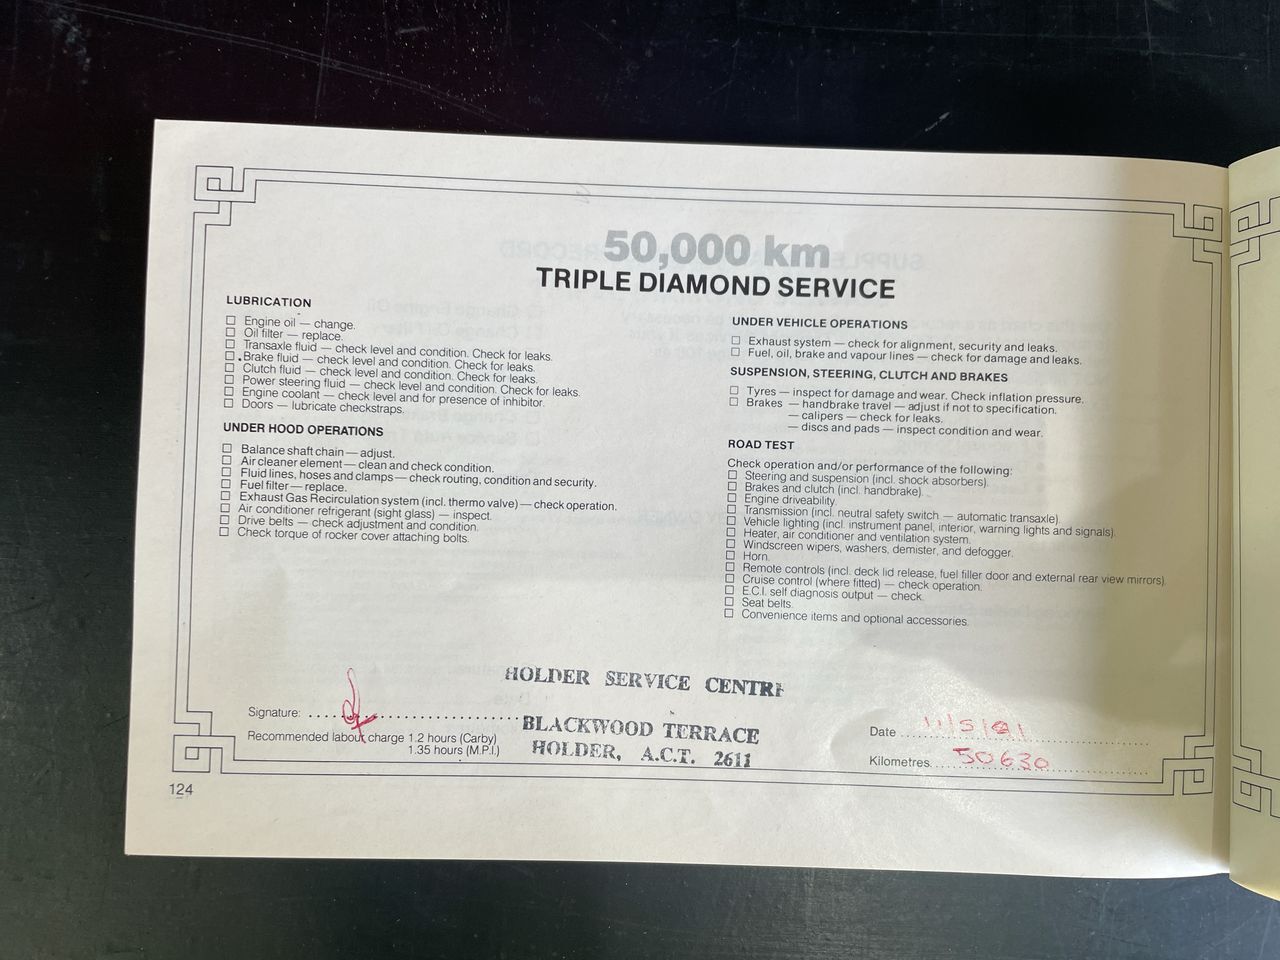 50,000 km
TRIPLE DIAMOND SERVICE
LUBRICATION
Engine oil — change.
Oil filter — replace.
Transaxle fluid — check level and condition. Check for leaks.
Brake fluid — check level and condition. Check for leaks.
Clutch fluid — check level and condition. Check for leaks.
Power steering fluid — check level and condition. Check for leaks.
Engine coolant — check level and for presence of inhibitor.
Doors — lubricate checkstraps.
UNDER HOOD OPERATIONS
Balance shaft chain — adjust.
Air cleaner element — clean and check condition.
Fluid lines, hoses and clamps — check routing, condition and security.
Fuel filter — replace.
Exhaust Gas Recirculation system (incl. thermo valve) — check operation.
Air conditioner refrigerant (sight glass) — inspect.
Drive belts — check adjustment and condition.
Check torque of rocker cover attaching bolts.
UNDER VEHICLE OPERATIONS
Exhaust system — check for alignment, security and leaks.
Fuel, oil, brake and vapour lines — check for damage and leaks.
SUSPENSION, STEERING, CLUTCH AND BRAKES
Tyres — inspect for damage and wear. Check inflation pressure.
Brakes — handbrake travel — adjust if not to specification.
— calipers — check for leaks.
— discs and pads — inspect condition and wear.
ROAD TEST
Check operation and/or performance of the following:
Steering and suspension (incl. shock absorbers).
Brakes and clutch (incl. handbrake).
Engine driveability.
Transmission (incl. neutral safety switch — automatic transaxle).
Vehicle lighting (incl. instrument panel, interior, warning lights and signals).
Heater, air conditioner and ventilation system.
Windscreen wipers, washers, demister, and defogger.
Horn.
Remote controls (incl. deck lid release, fuel filler door and external rear view mirrors).
Cruise control (where fitted) — check operation.
E.C.I. self diagnosis output — check.
Seat belts.
Convenience items and optional accessories.
HOLDER SERVICE CENTRE
BLACKWOOD TERRACE
HOLDER, A.C.T. 2611
Signature:
Recommended labour charge 1.2 hours (Carby)
1.35 hours (M.P.I.)
Date 11/5/91
Kilometres 50630
124